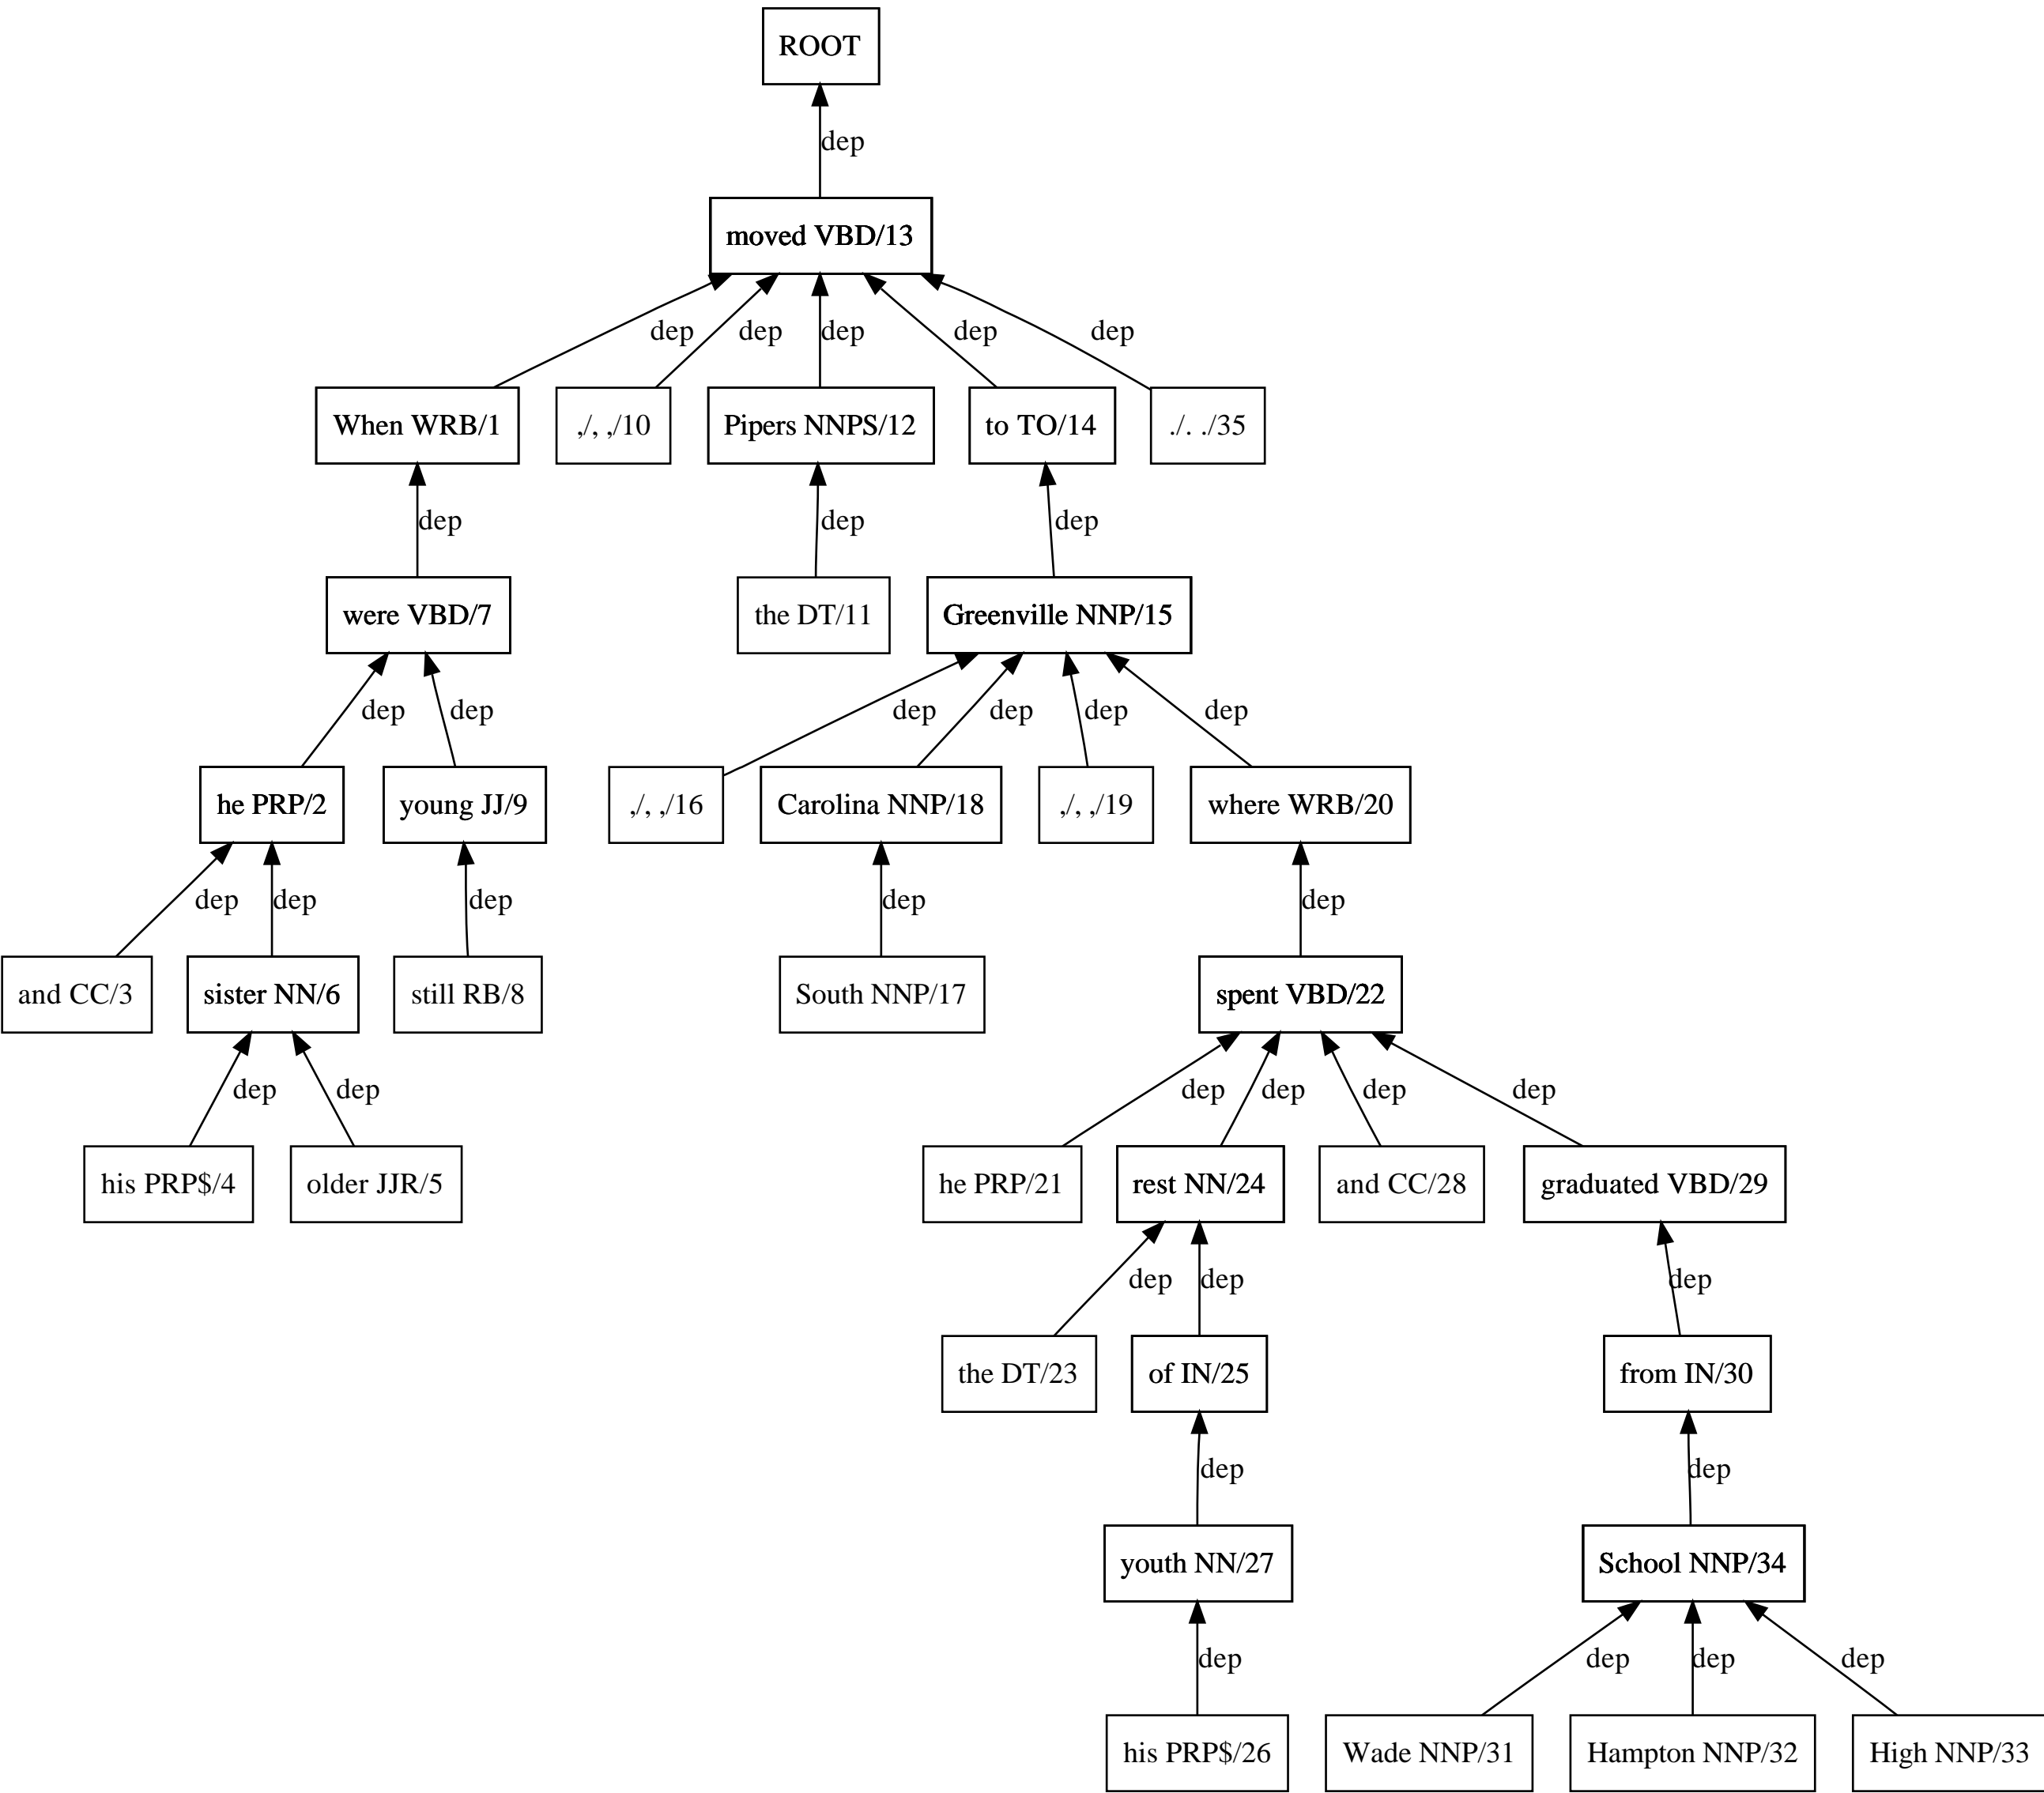 ROOT
dep
moved VBD/13
dep dep dep dep dep
When WRB/1 ,/, ,/10 Pipers NNPS/12 to TO/14 ./. ./35
dep dep dep
were VBD/7 the DT/11 Greenville NNP/15
dep dep dep dep dep dep
he PRP/2 young JJ/9 ,/, ,/16 Carolina NNP/18 ,/, ,/19 where WRB/20
dep dep dep dep dep
and CC/3 sister NN/6 still RB/8 South NNP/17 spent VBD/22
dep dep dep dep dep dep
his PRP$/4 older JJR/5 he PRP/21 rest NN/24 and CC/28 graduated VBD/29
dep dep dep
the DT/23 of IN/25 from IN/30
dep dep
youth NN/27 School NNP/34
dep dep dep dep
his PRP$/26 Wade NNP/31 Hampton NNP/32 High NNP/33